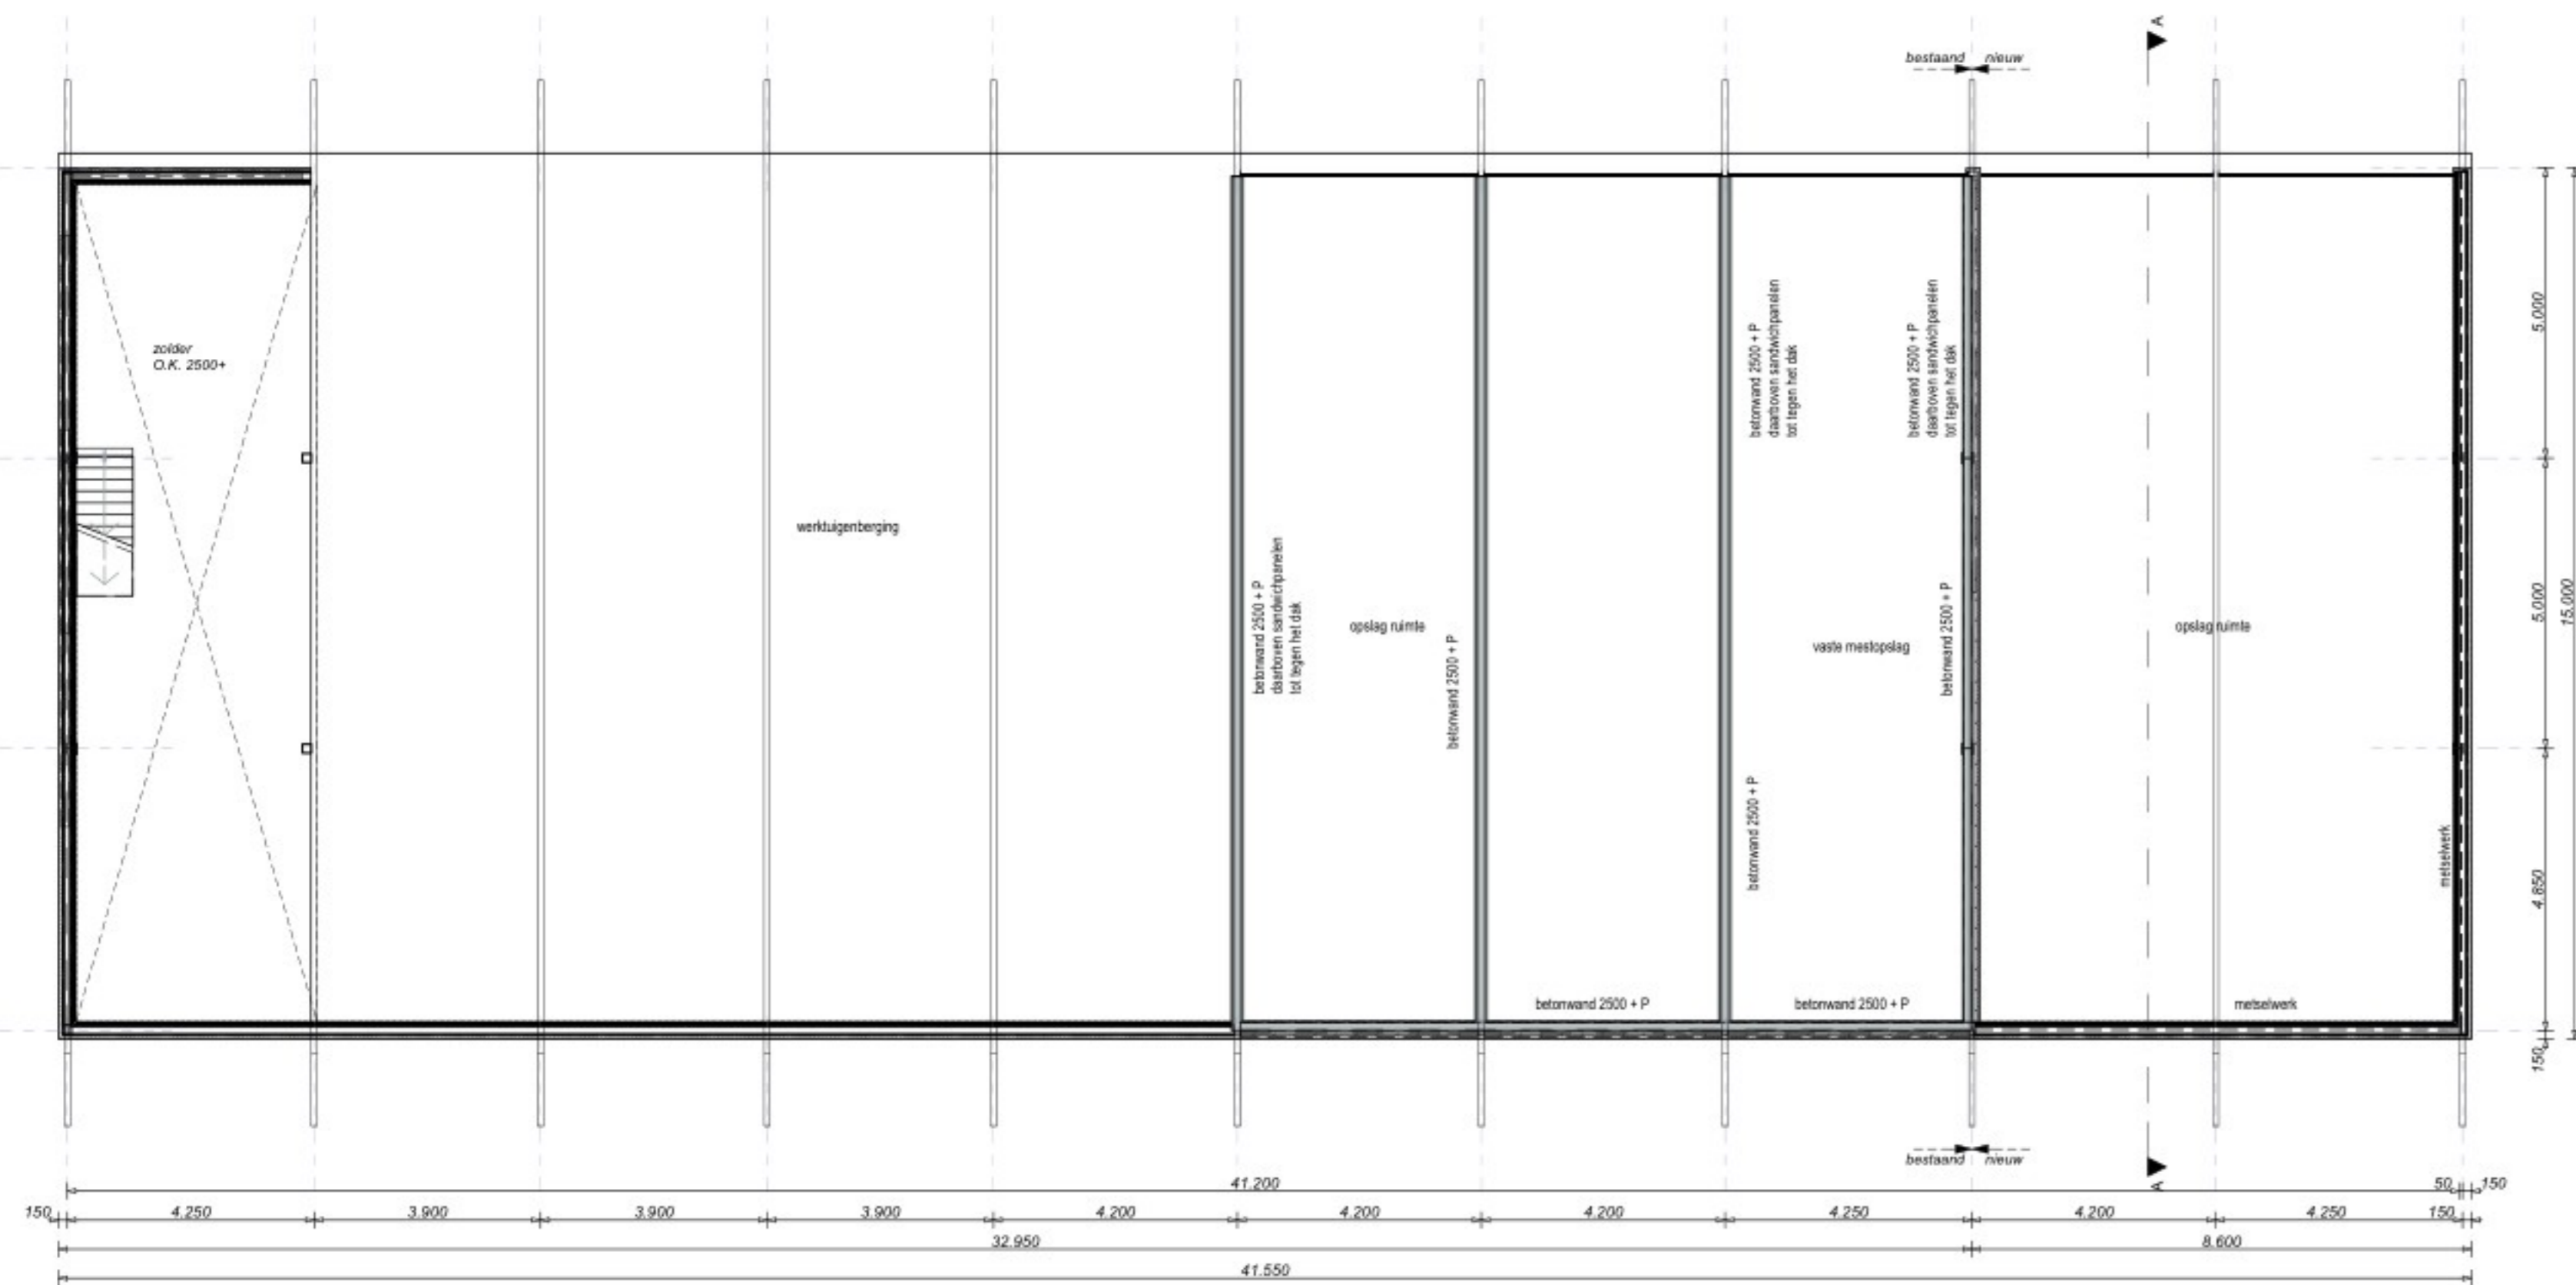 A
bestaand nieuw
zolder
O.K. 2500+
werktuigenberging
betonwand 2500 + P
daarboven sandwichpanelen
tot tegen het dak
opslag ruimte
betonwand 2500 + P
betonwand 2500 + P
daarboven sandwichpanelen
tot tegen het dak
betonwand 2500 + P
daarboven sandwichpanelen
tot tegen het dak
vaste mestopslag
betonwand 2500 + P
betonwand 2500 + P
opslag ruimte
betonwand 2500 + P
betonwand 2500 + P
metselwerk
metselwerk
5.000
5.000
15.000
4.850
150
bestaand nieuw
A
41.200 50 150
150 4.250 3.900 3.900 3.900 4.200 4.200 4.200 4.250 4.200 4.250 150
32.950 8.600
41.550